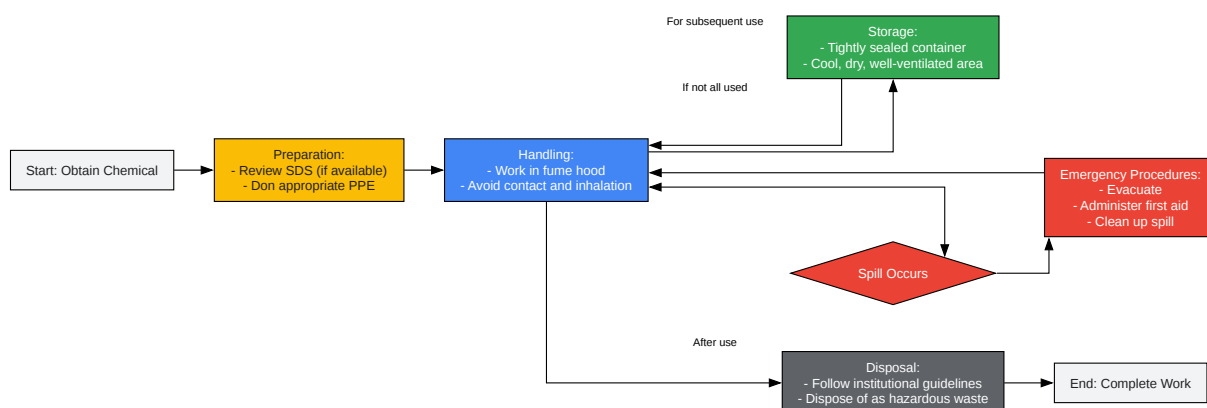 For subsequent use
Storage:
- Tightly sealed container
- Cool, dry, well-ventilated area
If not all used
Start: Obtain Chemical
Preparation:
- Review SDS (if available)
- Don appropriate PPE
Handling:
- Work in fume hood
- Avoid contact and inhalation
Emergency Procedures:
- Evacuate
- Administer first aid
- Clean up spill
Spill Occurs
After use
Disposal:
- Follow institutional guidelines
- Dispose of as hazardous waste
End: Complete Work